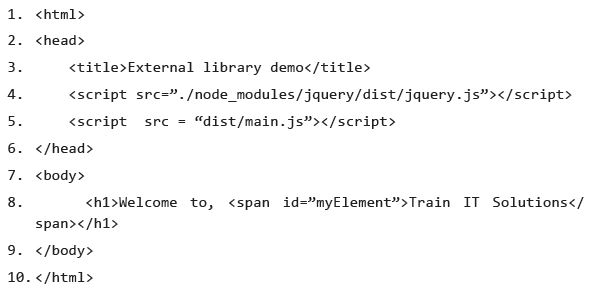 1. <html>
2. <head>
3.     <title>External library demo</title>
4.     <script src=”./node_modules/jquery/dist/jquery.js”></script>
5.     <script  src = “dist/main.js”></script>
6. </head>
7. <body>
8.       <h1>Welcome to, <span id=”myElement”>Train IT Solutions</
span></h1>
9. </body>
10. </html>